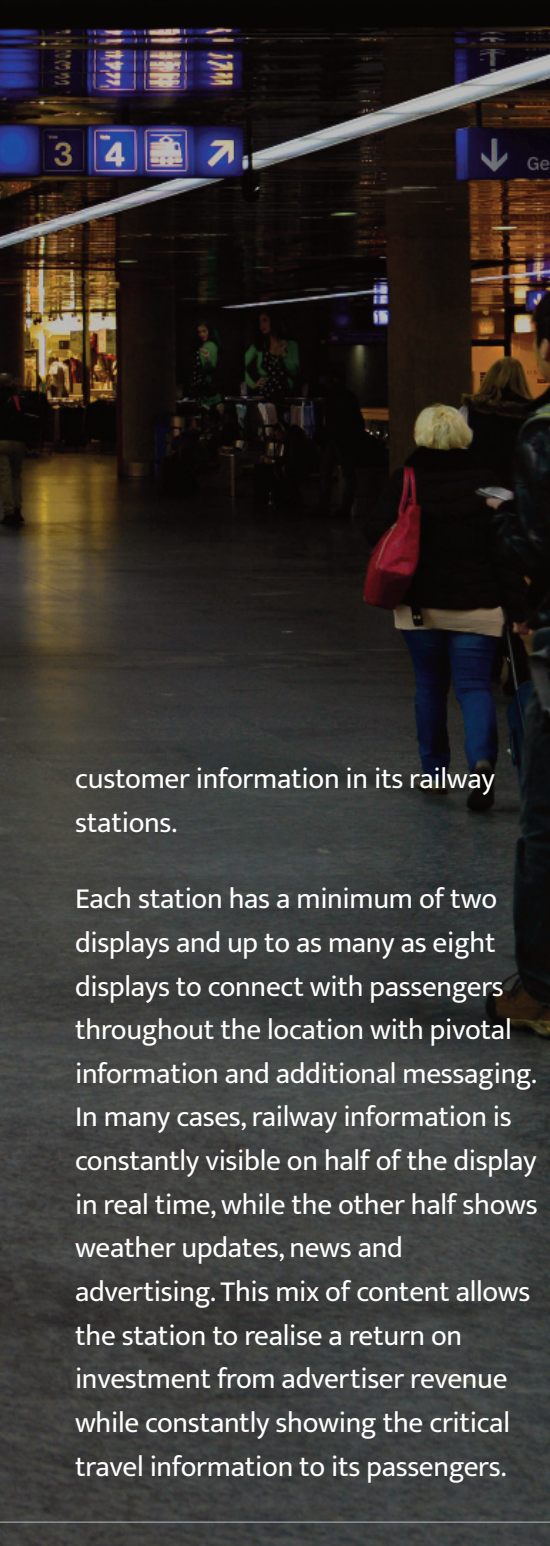 3 4
Ge
customer information in its railway
stations.
Each station has a minimum of two
displays and up to as many as eight
displays to connect with passengers
throughout the location with pivotal
information and additional messaging.
In many cases, railway information is
constantly visible on half of the display
in real time, while the other half shows
weather updates, news and
advertising. This mix of content allows
the station to realise a return on
investment from advertiser revenue
while constantly showing the critical
travel information to its passengers.